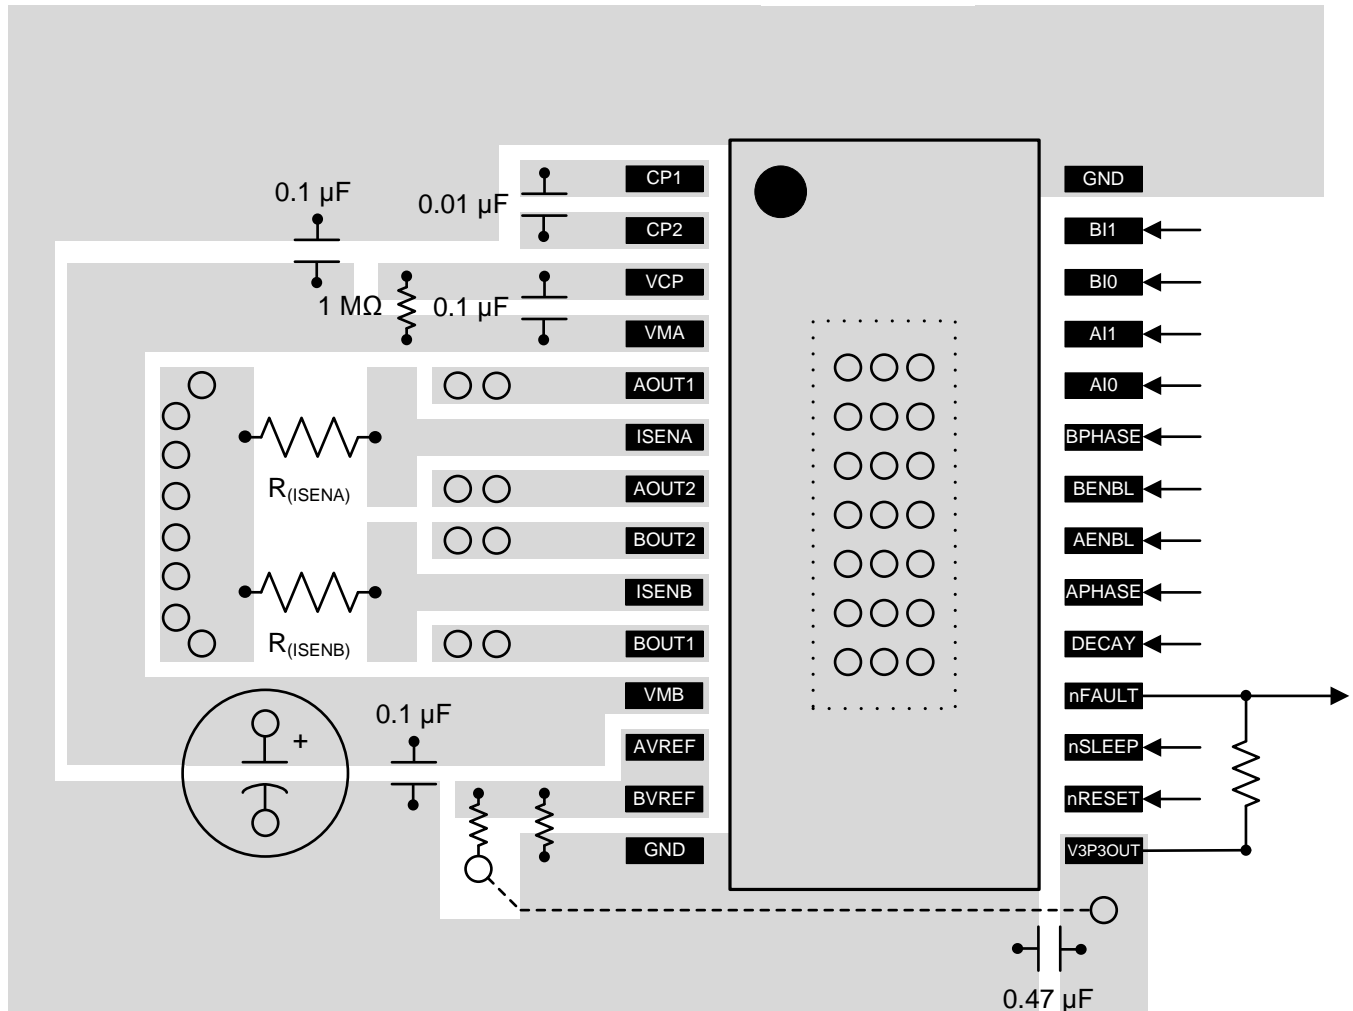 CP1
GND
0.1 µF
0.01 µF
CP2
BI1
VCP
BI0
1 MΩ
0.1 µF
VMA
AI1
AOUT1
AI0
ISENA
BPHASE
R(ISENA)
AOUT2
BENBL
BOUT2
AENBL
ISENB
APHASE
R(ISENB)
BOUT1
DECAY
VMB
nFAULT
0.1 µF
+
AVREF
nSLEEP
BVREF
nRESET
GND
V3P3OUT
0.47 µF